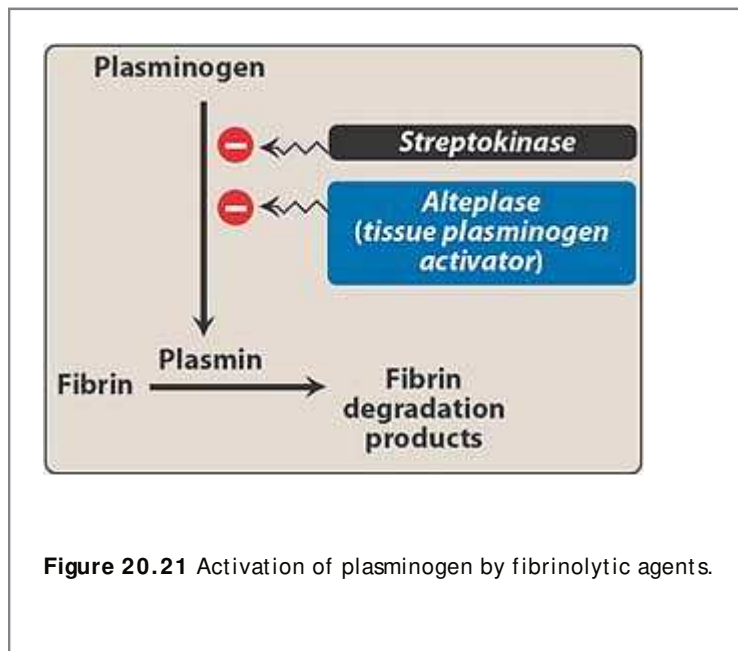 Plasminogen
Streptokinase
Alteplase
(tissue plasminogen
activator)
Plasmin
Fibrin
Fibrin
degradation
products
Figure 20.21 Activation of plasminogen by fibrinolytic agents.